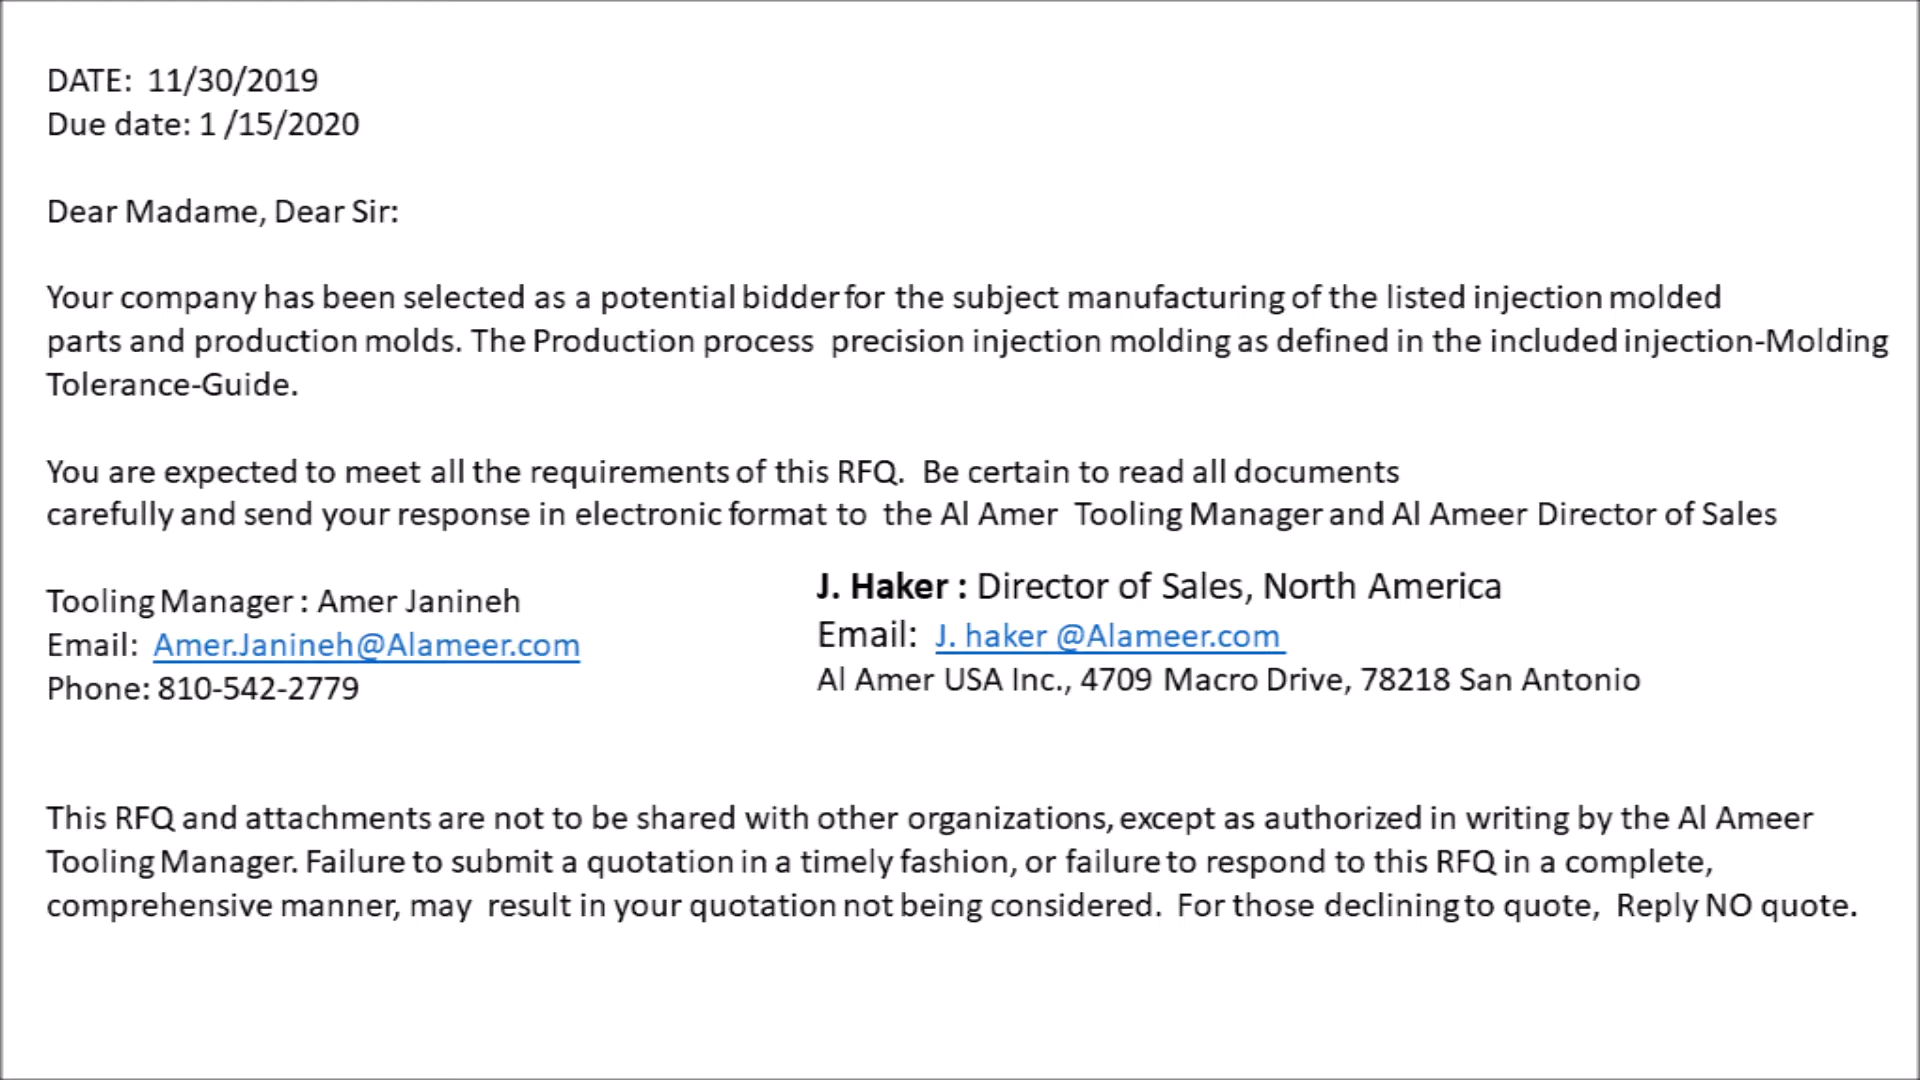 DATE: 11/30/2019
Due date: 1 /15/2020
Dear Madame, Dear Sir:
Your company has been selected as a potential bidder for the subject manufacturing of the listed injection molded
parts and production molds. The Production process precision injection molding as defined in the included injection-Molding
Tolerance-Guide.
You are expected to meet all the requirements of this RFQ. Be certain to read all documents
carefully and send your response in electronic format to the Al Amer Tooling Manager and Al Ameer Director of Sales
Tooling Manager : Amer Janineh
Email: Amer.Janineh@Alameer.com
Phone: 810-542-2779
J. Haker : Director of Sales, North America
Email: J. haker @Alameer.com
Al Amer USA Inc., 4709 Macro Drive, 78218 San Antonio
This RFQ and attachments are not to be shared with other organizations, except as authorized in writing by the Al Ameer
Tooling Manager. Failure to submit a quotation in a timely fashion, or failure to respond to this RFQ in a complete,
comprehensive manner, may result in your quotation not being considered. For those declining to quote, Reply NO quote.